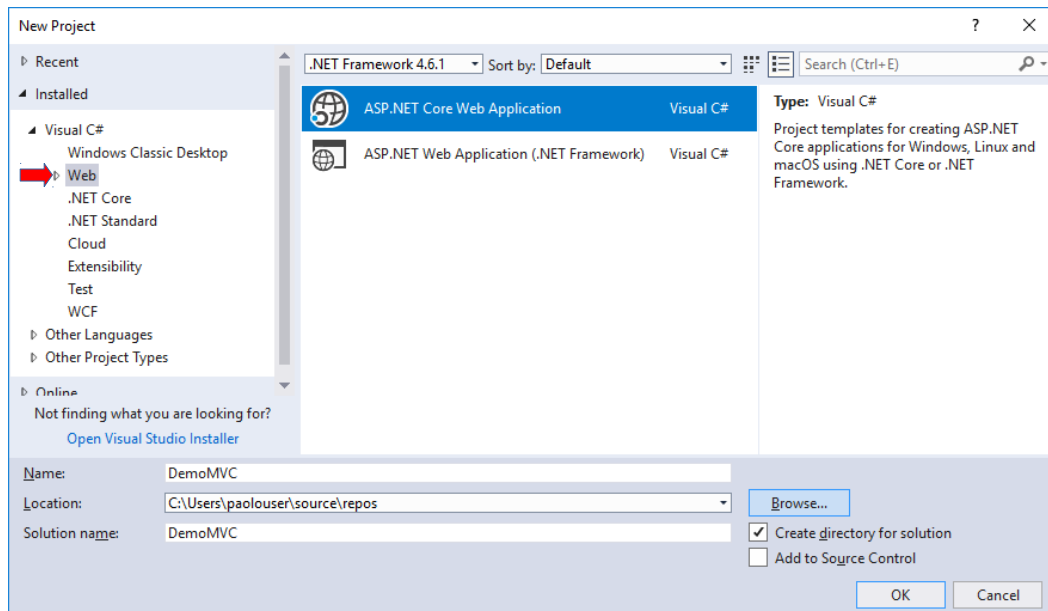 New Project
?
Recent
Installed
Visual C#
Windows Classic Desktop
Web
.NET Core
.NET Standard
Cloud
Extensibility
Test
WCF
Other Languages
Other Project Types
Online
Not finding what you are looking for?
Open Visual Studio Installer
.NET Framework 4.6.1
Sort by: Default
Search (Ctrl+E)
ASP.NET Core Web Application Visual C#
ASP.NET Web Application (.NET Framework) Visual C#
Type: Visual C#
Project templates for creating ASP.NET
Core applications for Windows, Linux and
macOS using .NET Core or .NET
Framework.
Name: DemoMVC
Location: C:\Users\paolouser\source\repos
Browse...
Solution name: DemoMVC
Create directory for solution
Add to Source Control
OK
Cancel